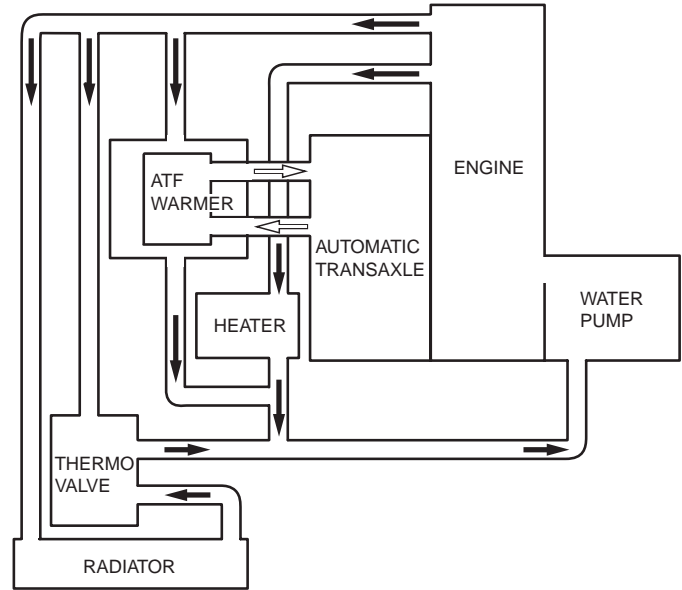 ENGINE
ATF
WARMER
AUTOMATIC
TRANSAXLE
WATER
PUMP
HEATER
THERMO
VALVE
RADIATOR